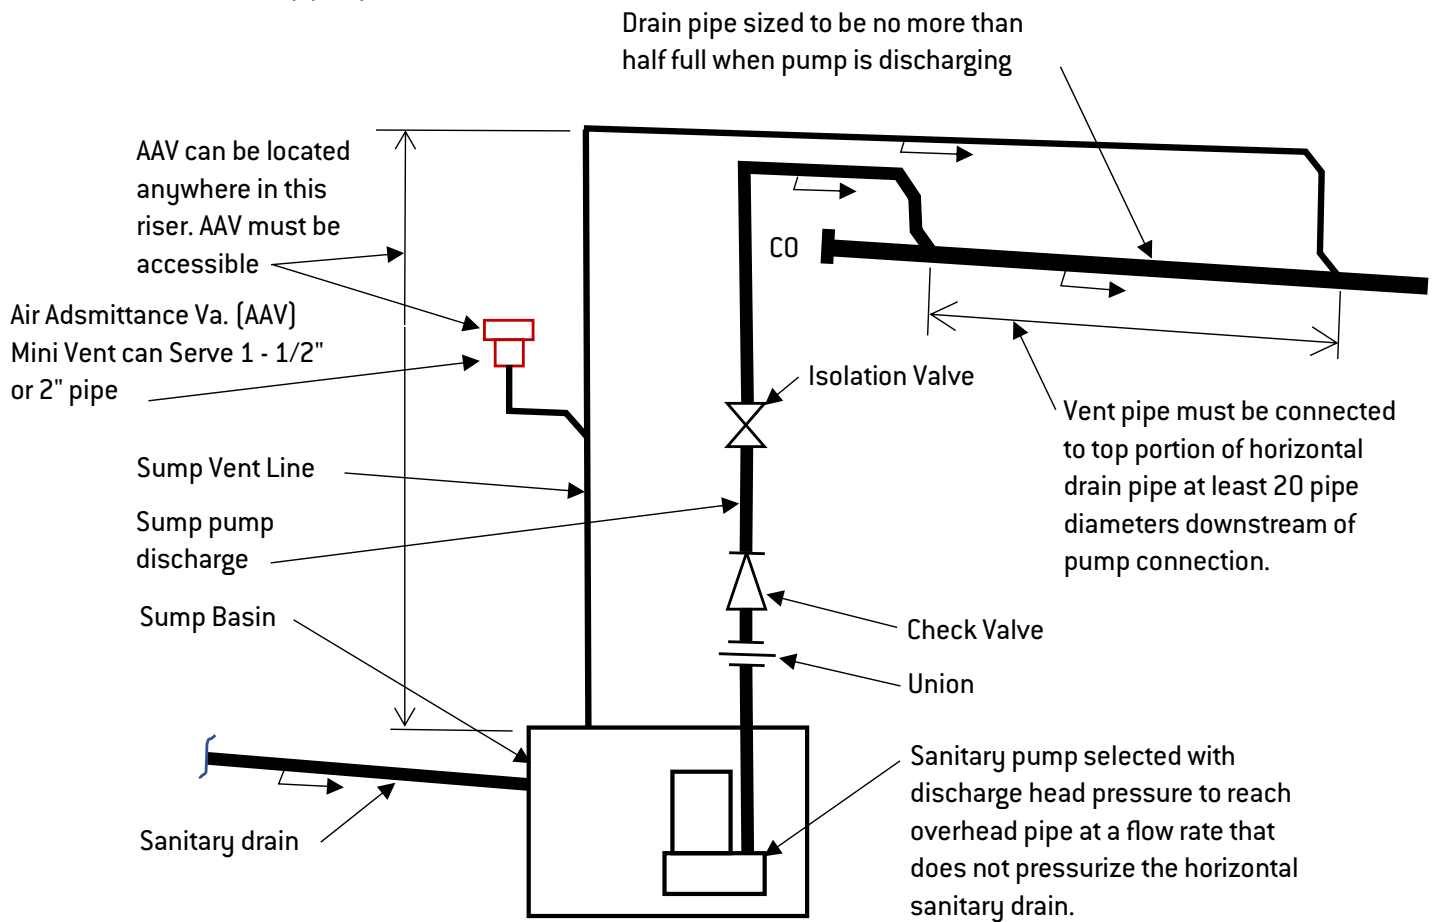 Drain pipe sized to be no more than
half full when pump is discharging
AAV can be located
anywhere in this
riser. AAV must be
accessible
CO
Air Adsmittance Va. (AAV)
Mini Vent can Serve 1 - 1/2"
or 2" pipe
Isolation Valve
Vent pipe must be connected
to top portion of horizontal
drain pipe at least 20 pipe
diameters downstream of
pump connection.
Sump Vent Line
Sump pump
discharge
Sump Basin
Check Valve
Union
Sanitary pump selected with
discharge head pressure to reach
overhead pipe at a flow rate that
does not pressurize the horizontal
sanitary drain.
Sanitary drain